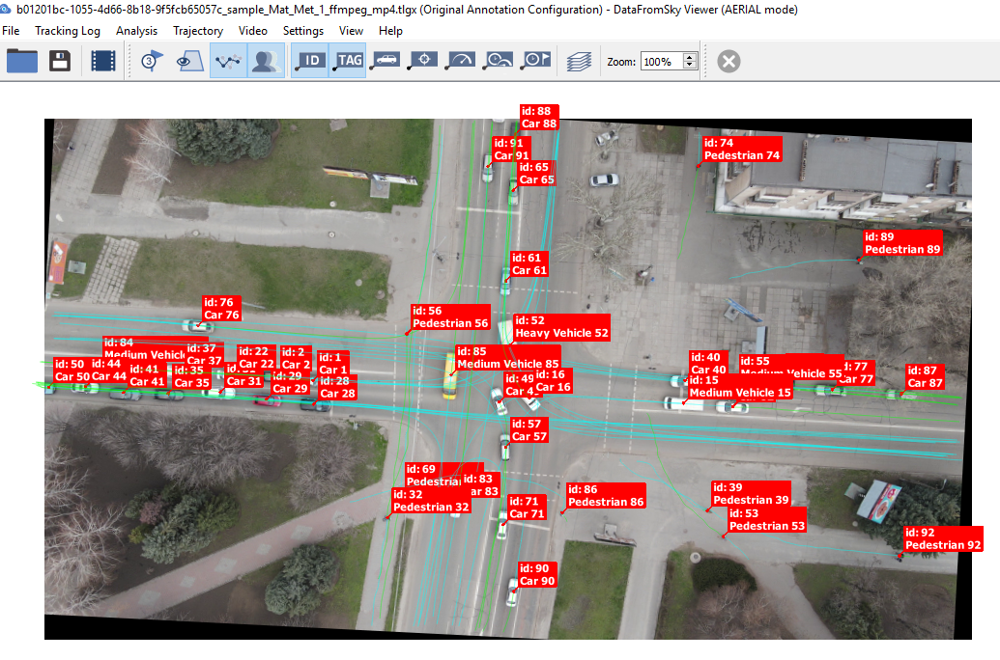 b01201bc-1055-4d66-8b18-9f5fcb65057c_sample_Mat_Met_1_ffmpeg_mp4.tlgx (Original Annotation Configuration) - DataFromSky Viewer (AERIAL mode)
File Tracking Log Analysis Trajectory Video Settings View Help
3 ID TAG Zoom: 100%
id: 88
Car 88
id: 91
Car 91
id: 65
Car 65
id: 74
Pedestrian 74
id: 89
Pedestrian 89
id: 61
Car 61
id: 76
Car 76
id: 56
Pedestrian 56
id: 52
Heavy Vehicle 52
id: 84
Medium Vehicle
id: 37
Car 37
id: 22
Car 22
id: 2
Car 2
id: 1
Car 1
id: 85
Medium Vehicle 85
id: 50
Car 50
id: 44
Car 44
id: 41
Car 41
id: 35
Car 35
Car 31
id: 29
Car 29
id: 28
Car 28
id: 49
Car 4
id: 16
Car 16
id: 40
Car 40
id: 55
Medium Vehicle 55
id: 77
Car 77
id: 87
Car 87
id: 15
Medium Vehicle 15
id: 57
Car 57
id: 69
Pedestria
id: 83
Car 83
id: 32
Pedestrian 32
id: 71
Car 71
id: 86
Pedestrian 86
id: 39
Pedestrian 39
id: 53
Pedestrian 53
id: 92
Pedestrian 92
id: 90
Car 90